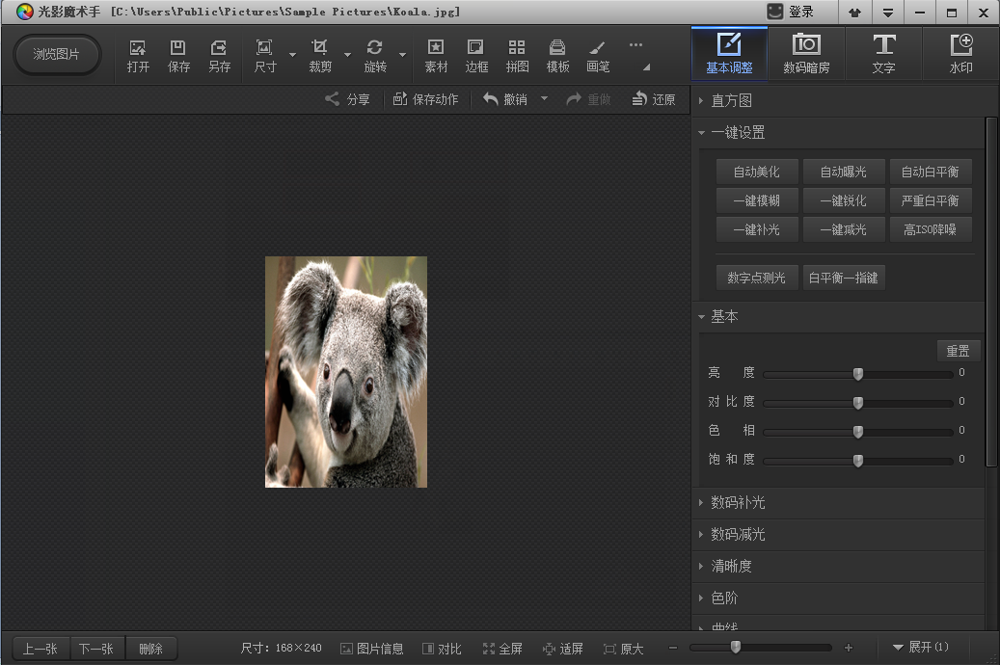 光影魔术手 [C:\Users\Public\Pictures\Sample Pictures\Koala.jpg] 登录
浏览图片 打开 保存 另存 尺寸 裁剪 旋转 素材 边框 拼图 模板 画笔 ... 基本调整 数码暗房 文字 水印
分享 保存动作 撤销 重做 还原
直方图
一键设置
自动美化 自动曝光 自动白平衡
一键模糊 一键锐化 严重白平衡
一键补光 一键减光 高ISO降噪
数字点测光 白平衡一指键
基本
重置
亮 度 0
对比度 0
色 相 0
饱和度 0
数码补光
数码减光
清晰度
色阶
曲线
上一张 下一张 删除 尺寸: 168×240 图片信息 对比 全屏 适屏 原大 展开(1)